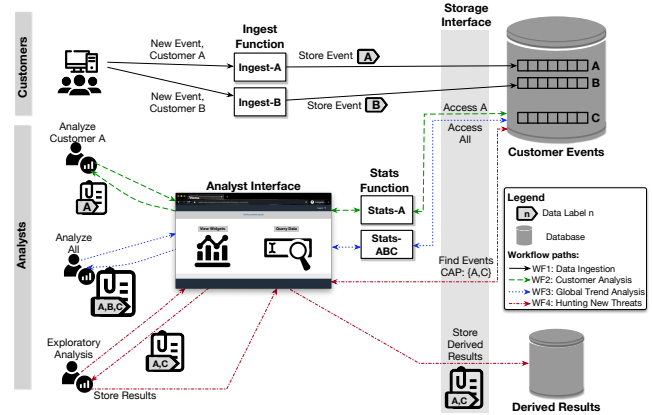 Customers
New Event,
Customer A
New Event,
Customer B
Ingest
Function
Ingest-A
Ingest-B
Store Event
A
Store Event
B
Storage
Interface
A
B
C
Customer Events
Access A
Access
All
Analysts
Analyze
Customer A
A
Analyze
All
A,B,C
Exploratory
Analysis
A,C
Store Results
Analyst Interface
View Widgets
Query Data
Stats
Function
Stats-A
Stats-
ABC
Find Events
CAP: {A,C}
Store
Derived
Results
A,C
Legend
n Data Label n
Database
Workflow paths:
WF1: Data Ingestion
WF2: Customer Analysis
WF3: Global Trend Analysis
WF4: Hunting New Threats
Derived Results